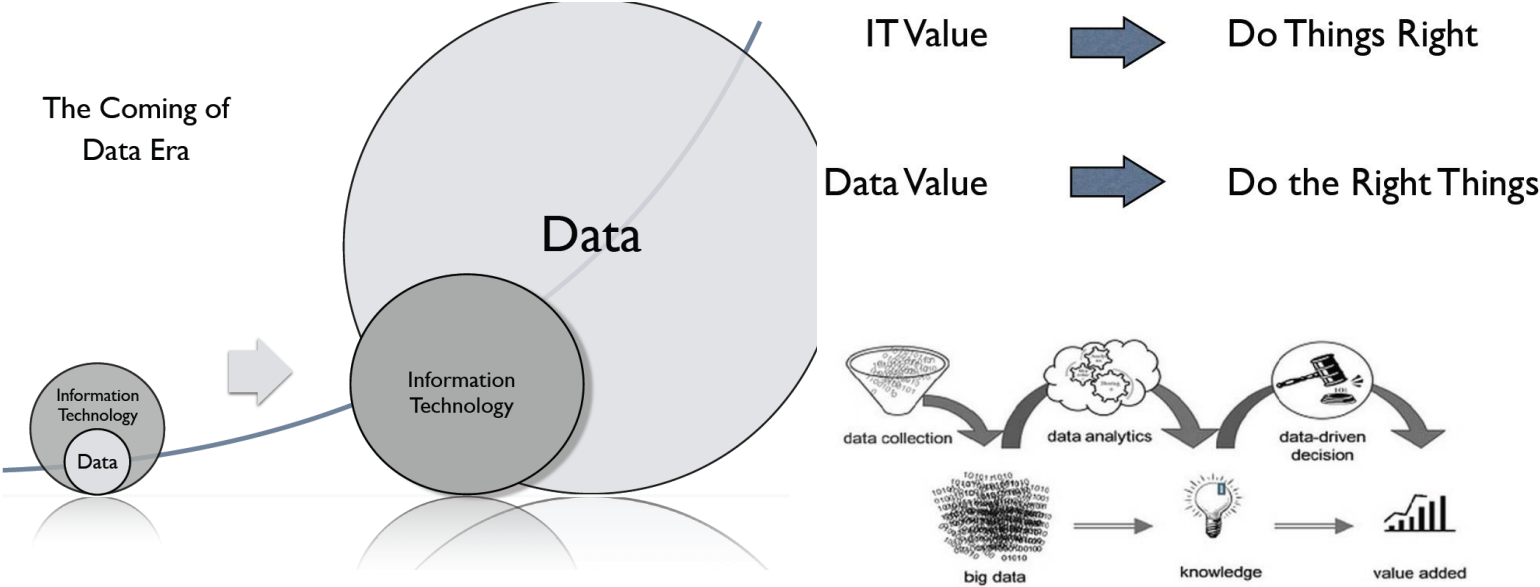 The Coming of
Data Era
Information
Technology
Data
Data
Information
Technology
IT Value
Do Things Right
Data Value
Do the Right Things
data collection
data analytics
data-driven
decision
big data
knowledge
value added